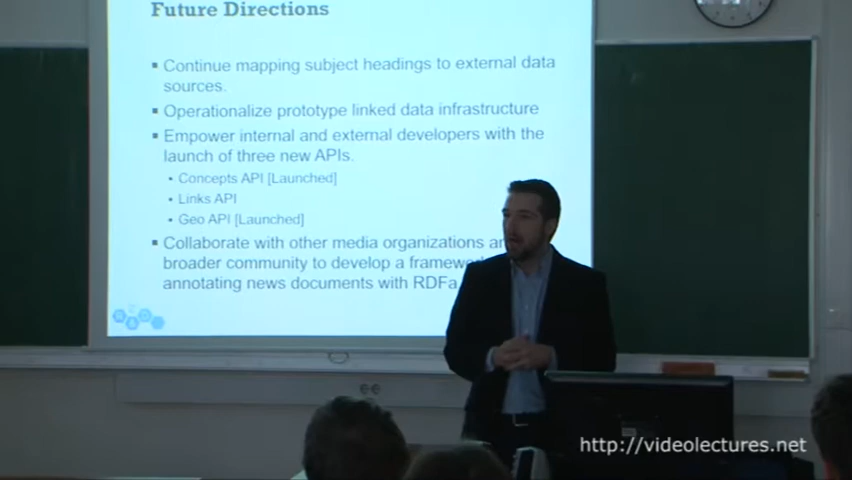 Future Directions
Continue mapping subject headings to external data
sources.
Operationalize prototype linked data infrastructure
Empower internal and external developers with the
launch of three new APIs.
Concepts API [Launched]
Links API
Geo API [Launched]
Collaborate with other media organizations
broader community to develop a framework
annotating news documents with RDFa
http://videolectures.net